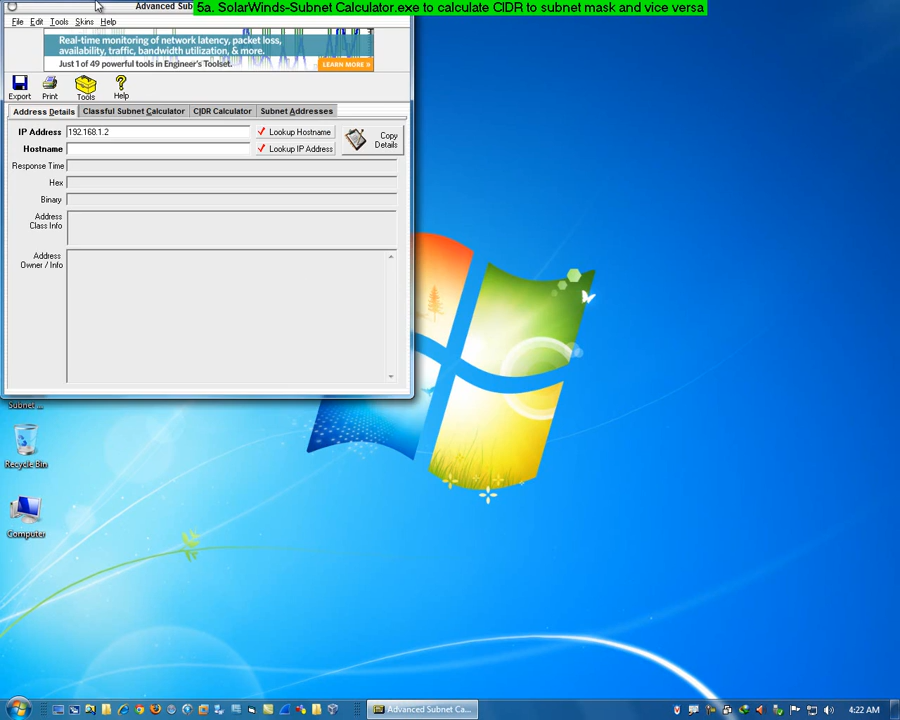 Advanced Sub
5a. SolarWinds-Subnet Calculator.exe to calculate CIDR to subnet mask and vice versa
File Edit Tools Skins Help
Real-time monitoring of network latency, packet loss,
availability, traffic, bandwidth utilization, & more.
Just 1 of 49 powerful tools in Engineer's Toolset.
LEARN MORE »
Export Print Tools Help
Address Details Classful Subnet Calculator CIDR Calculator Subnet Addresses
IP Address 192.168.1.2 Lookup Hostname
Copy Details
Hostname Lookup IP Address
Response Time
Hex
Binary
Address
Class Info
Address
Owner / Info
Subnet ...
Recycle Bin
Computer
Advanced Subnet Ca...
4:22 AM